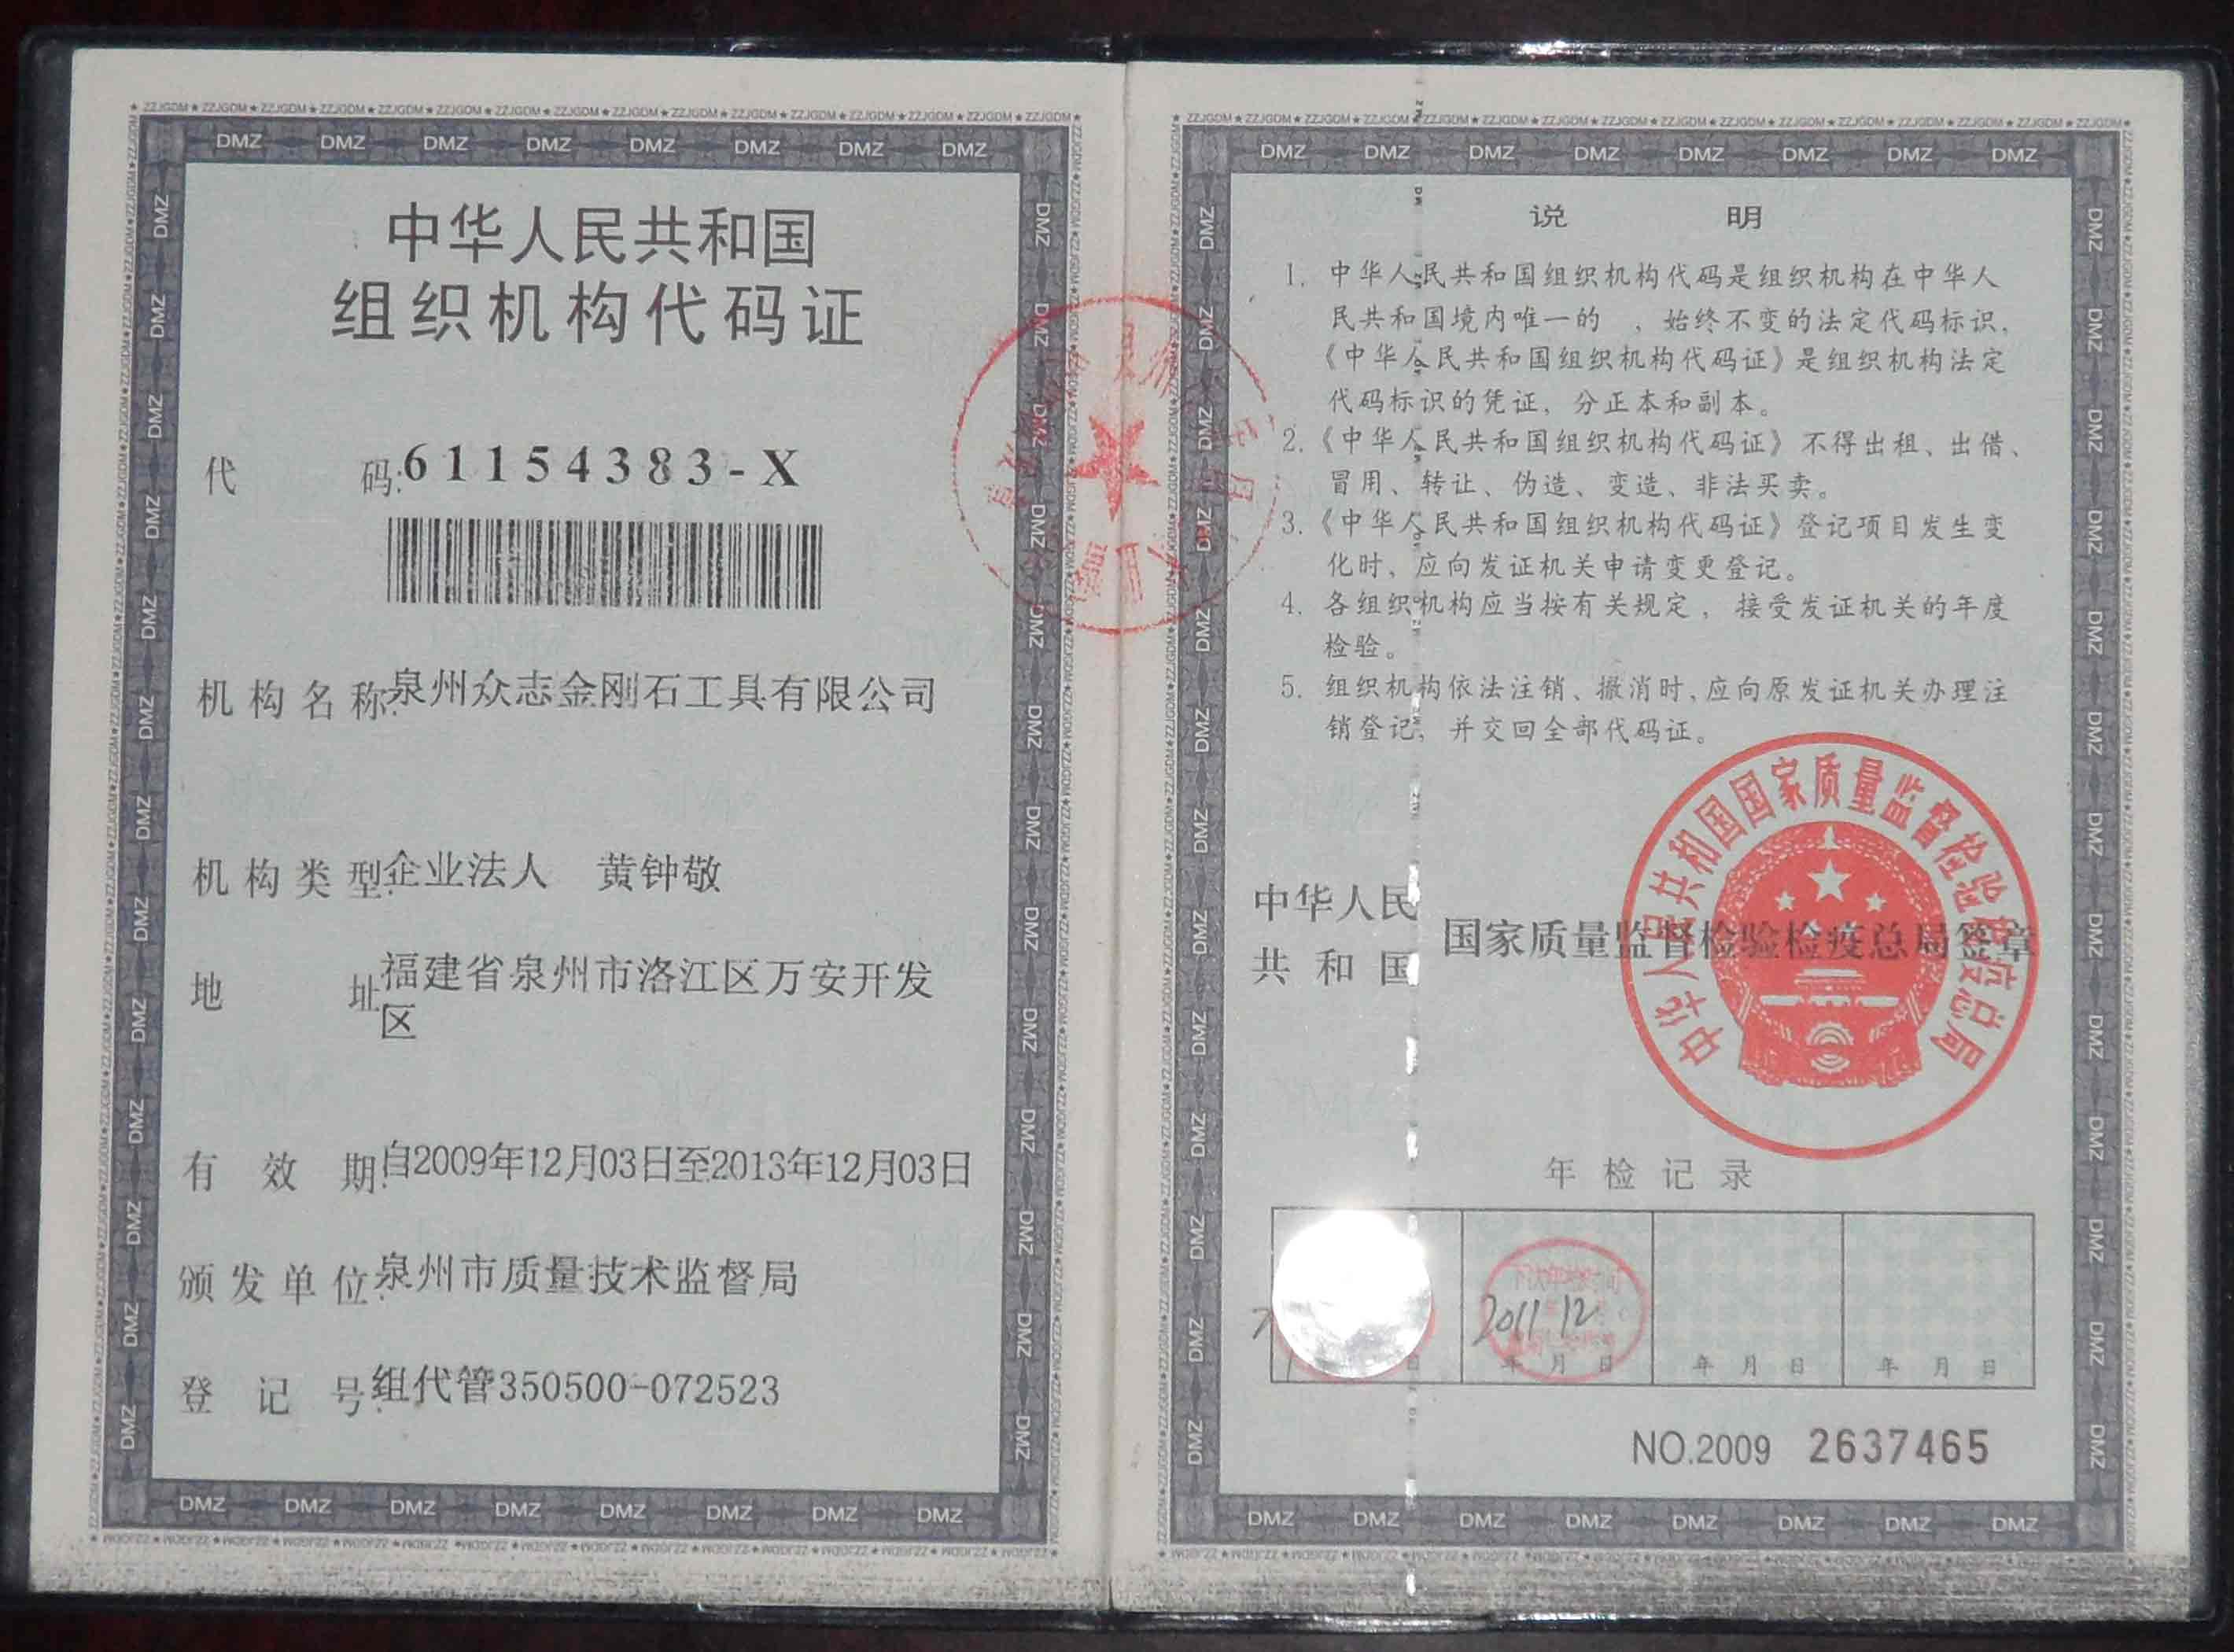 中华人民共和国
组织机构代码证
代 码:61154383-X
机构名称:泉州众志金刚石工具有限公司
机构类型:企业法人 黄钟敬
地 址:福建省泉州市洛江区万安开发
区
有 效 期:自2009年12月03日至2013年12月03日
颁发单位:泉州市质量技术监督局
登 记 号:组代管350500-072523
说 明
1. 中华人民共和国组织机构代码是组织机构在中华人
民共和国境内唯一的 ，始终不变的法定代码标识,
《中华人民共和国组织机构代码证》是组织机构法定
代码标识的凭证，分正本和副本。
2.《中华人民共和国组织机构代码证》不得出租、出借、
冒用、转让、伪造、变造、非法买卖。
3.《中华人民共和国组织机构代码证》登记项目发生变
化时，应向发证机关申请变更登记。
4. 各组织机构应当按有关规定，接受发证机关的年度
检验。
5. 组织机构依法注销、撤消时,应向原发证机关办理注
销登记，并交回全部代码证。
中华人民
共和国 国家质量监督检验检疫总局签章
中华人民共和国国家质量监督检验检疫总局
年检记录
2011 12
日 年 月 日 年 月 日 年 月 日
NO.2009 2637465
DMZ
ZZJGDM